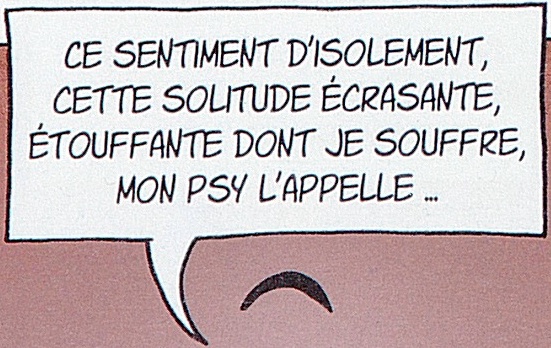 CE SENTIMENT D'ISOLEMENT,
CETTE SOLITUDE ÉCRASANTE,
ÉTOUFFANTE DONT JE SOUFFRE,
MON PSY L'APPELLE ...